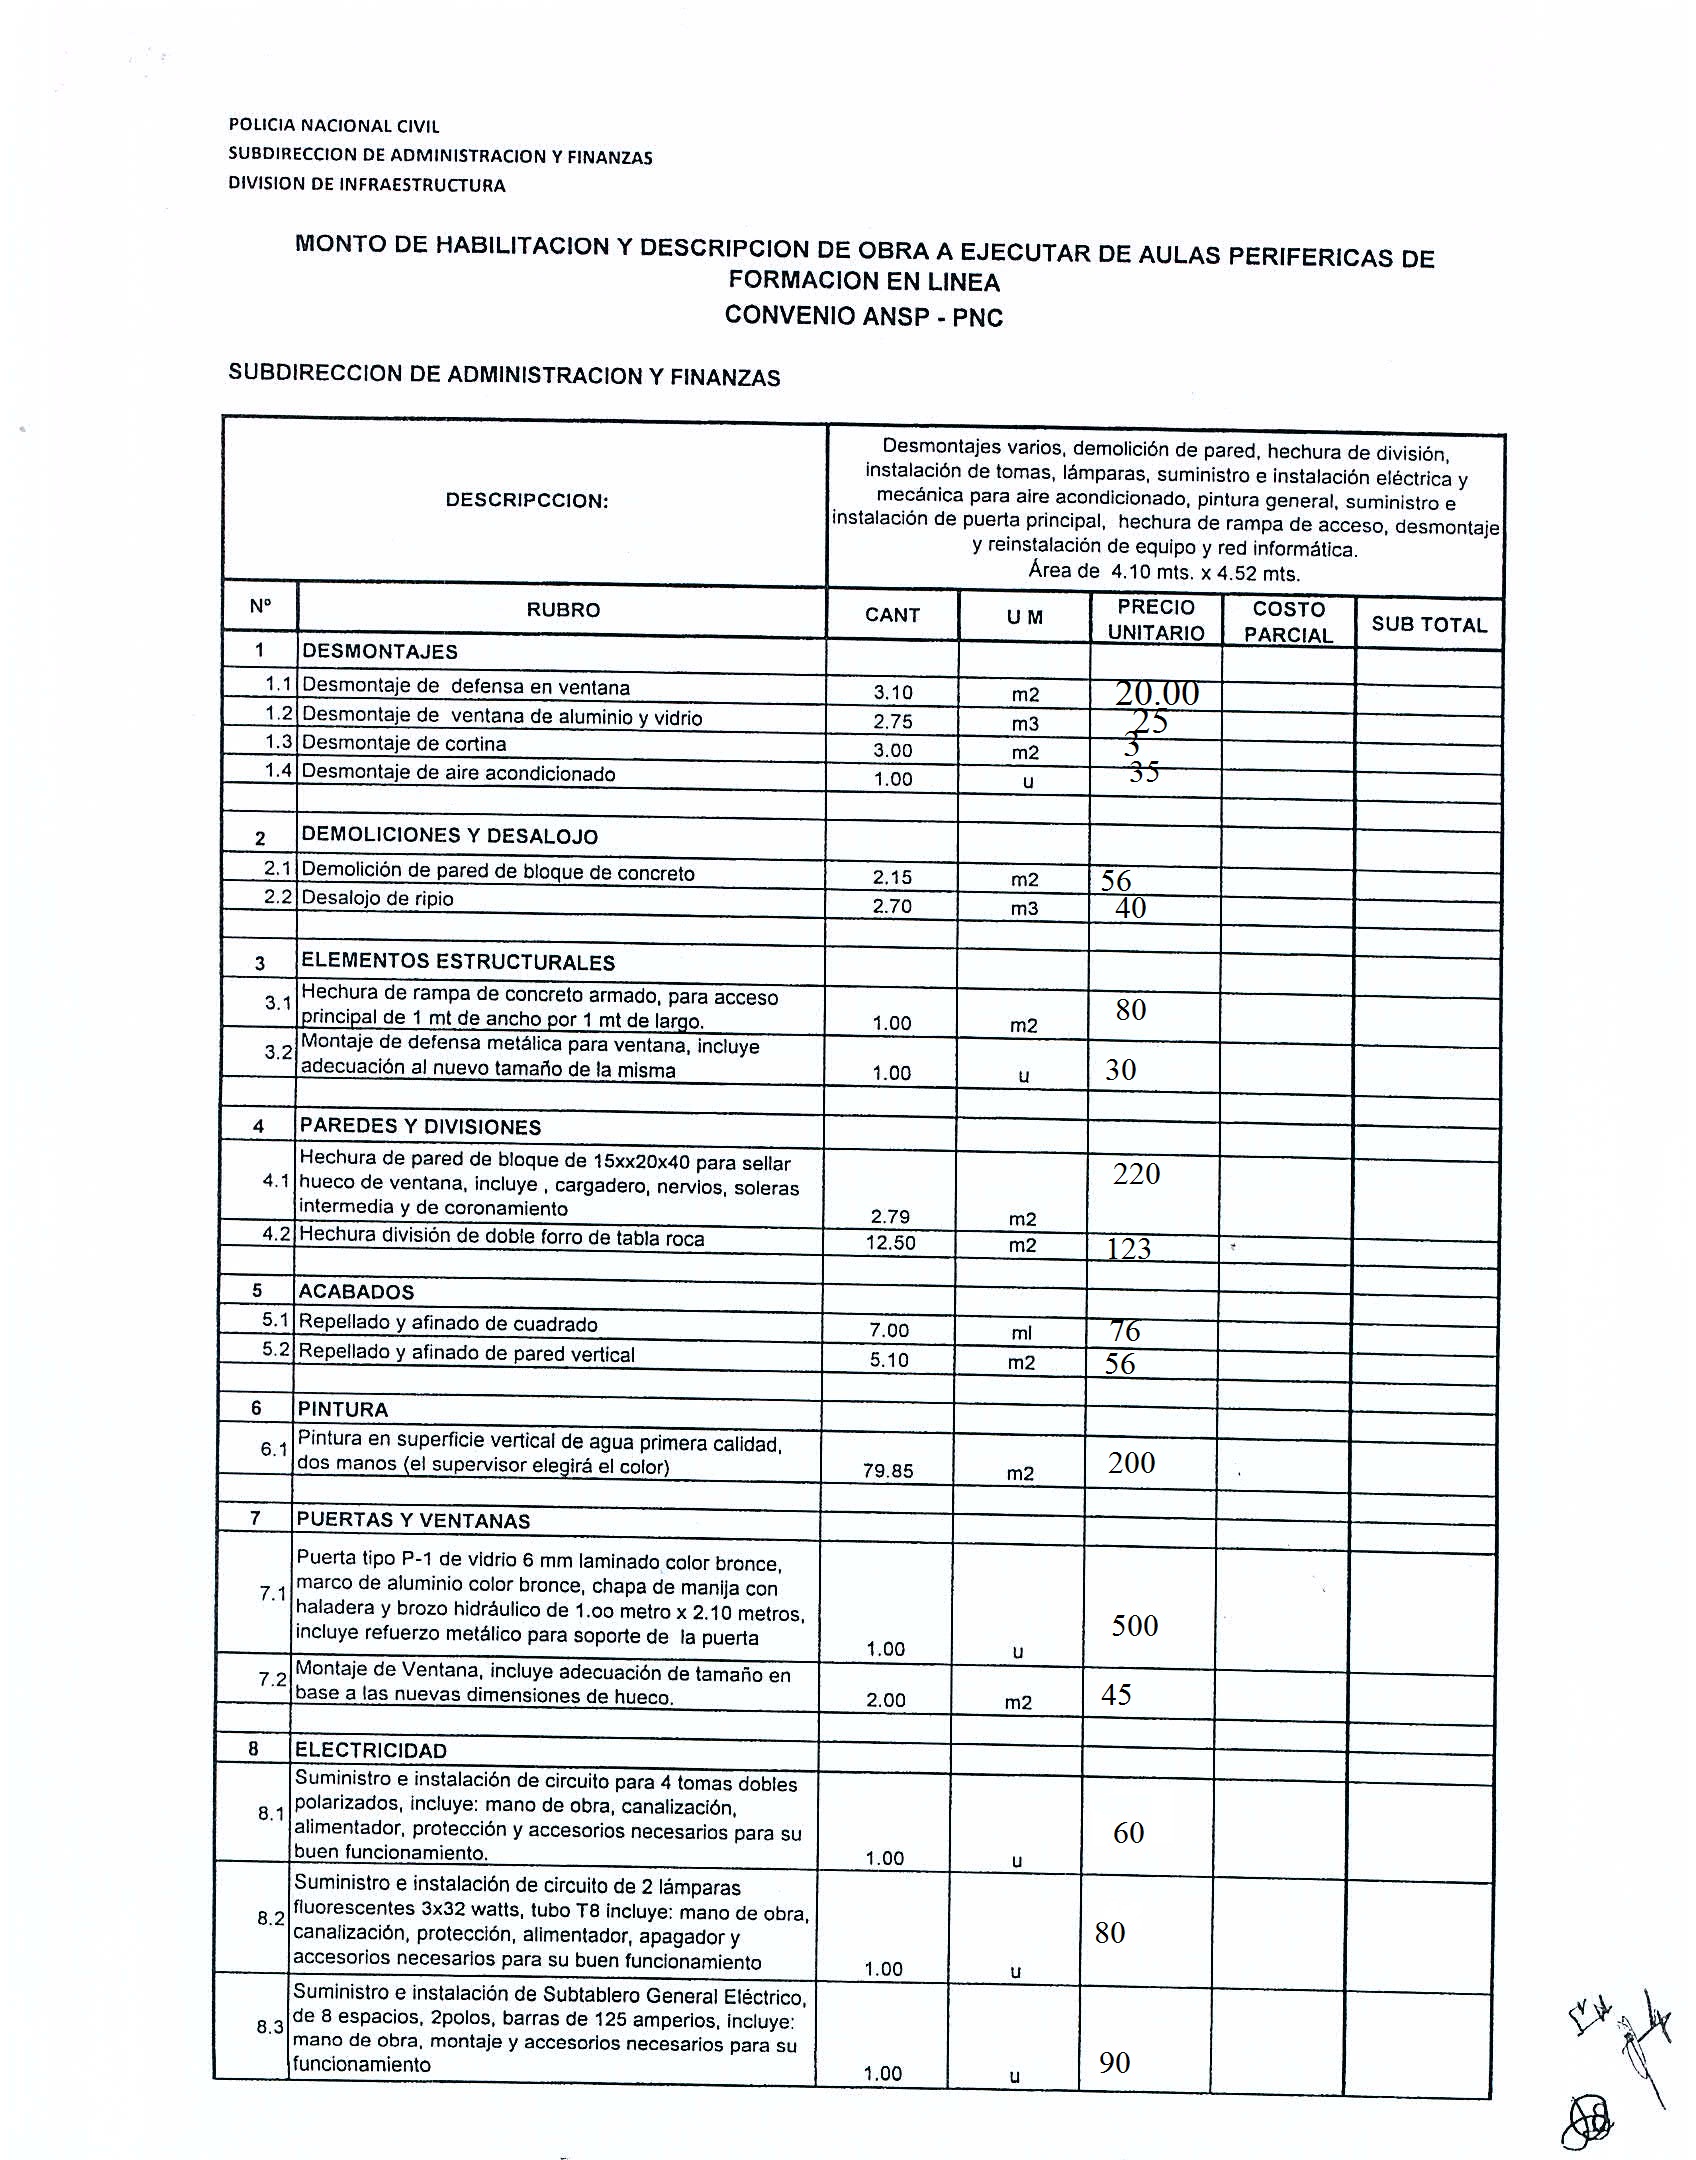 POLICIA NACIONAL CIVIL
SUBDIRECCION DE ADMINISTRACION Y FINANZAS
DIVISION DE INFRAESTRUCTURA
MONTO DE HABILITACION Y DESCRIPCION DE OBRA A EJECUTAR DE AULAS PERIFERICAS DE
FORMACION EN LINEA
CONVENIO ANSP - PNC
SUBDIRECCION DE ADMINISTRACION Y FINANZAS
DESCRIPCCION:
Desmontajes varios, demolición de pared, hechura de división,
instalación de tomas, lámparas, suministro e instalación eléctrica y
mecánica para aire acondicionado, pintura general, suministro e
instalación de puerta principal, hechura de rampa de acceso, desmontaje
y reinstalación de equipo y red informática.
Área de 4.10 mts. x 4.52 mts.
Nº RUBRO CANT U M PRECIO UNITARIO COSTO PARCIAL SUB TOTAL
1 DESMONTAJES
1.1 Desmontaje de defensa en ventana 3.10 m2 20.00
1.2 Desmontaje de ventana de aluminio y vidrio 2.75 m3 25
1.3 Desmontaje de cortina 3.00 m2 3
1.4 Desmontaje de aire acondicionado 1.00 u 35
2 DEMOLICIONES Y DESALOJO
2.1 Demolición de pared de bloque de concreto 2.15 m2 56
2.2 Desalojo de ripio 2.70 m3 40
3 ELEMENTOS ESTRUCTURALES
3.1 Hechura de rampa de concreto armado, para acceso
principal de 1 mt de ancho por 1 mt de largo. 1.00 m2 80
3.2 Montaje de defensa metálica para ventana, incluye
adecuación al nuevo tamaño de la misma 1.00 u 30
4 PAREDES Y DIVISIONES
Hechura de pared de bloque de 15xx20x40 para sellar
4.1 hueco de ventana, incluye , cargadero, nervios, soleras
intermedia y de coronamiento 2.79 m2 220
4.2 Hechura división de doble forro de tabla roca 12.50 m2 123
5 ACABADOS
5.1 Repellado y afinado de cuadrado 7.00 ml 76
5.2 Repellado y afinado de pared vertical 5.10 m2 56
6 PINTURA
6.1 Pintura en superficie vertical de agua primera calidad,
dos manos (el supervisor elegirá el color) 79.85 m2 200
7 PUERTAS Y VENTANAS
Puerta tipo P-1 de vidrio 6 mm laminado color bronce,
7.1 marco de aluminio color bronce, chapa de manija con
haladera y brozo hidráulico de 1.oo metro x 2.10 metros,
incluye refuerzo metálico para soporte de la puerta 1.00 u 500
7.2 Montaje de Ventana, incluye adecuación de tamaño en
base a las nuevas dimensiones de hueco. 2.00 m2 45
8 ELECTRICIDAD
Suministro e instalación de circuito para 4 tomas dobles
8.1 polarizados, incluye: mano de obra, canalización,
alimentador, protección y accesorios necesarios para su
buen funcionamiento. 1.00 u 60
Suministro e instalación de circuito de 2 lámparas
8.2 fluorescentes 3x32 watts, tubo T8 incluye: mano de obra,
canalización, protección, alimentador, apagador y
accesorios necesarios para su buen funcionamiento 1.00 u 80
Suministro e instalación de Subtablero General Eléctrico,
8.3 de 8 espacios, 2polos, barras de 125 amperios, incluye:
mano de obra, montaje y accesorios necesarios para su
funcionamiento 1.00 u 90